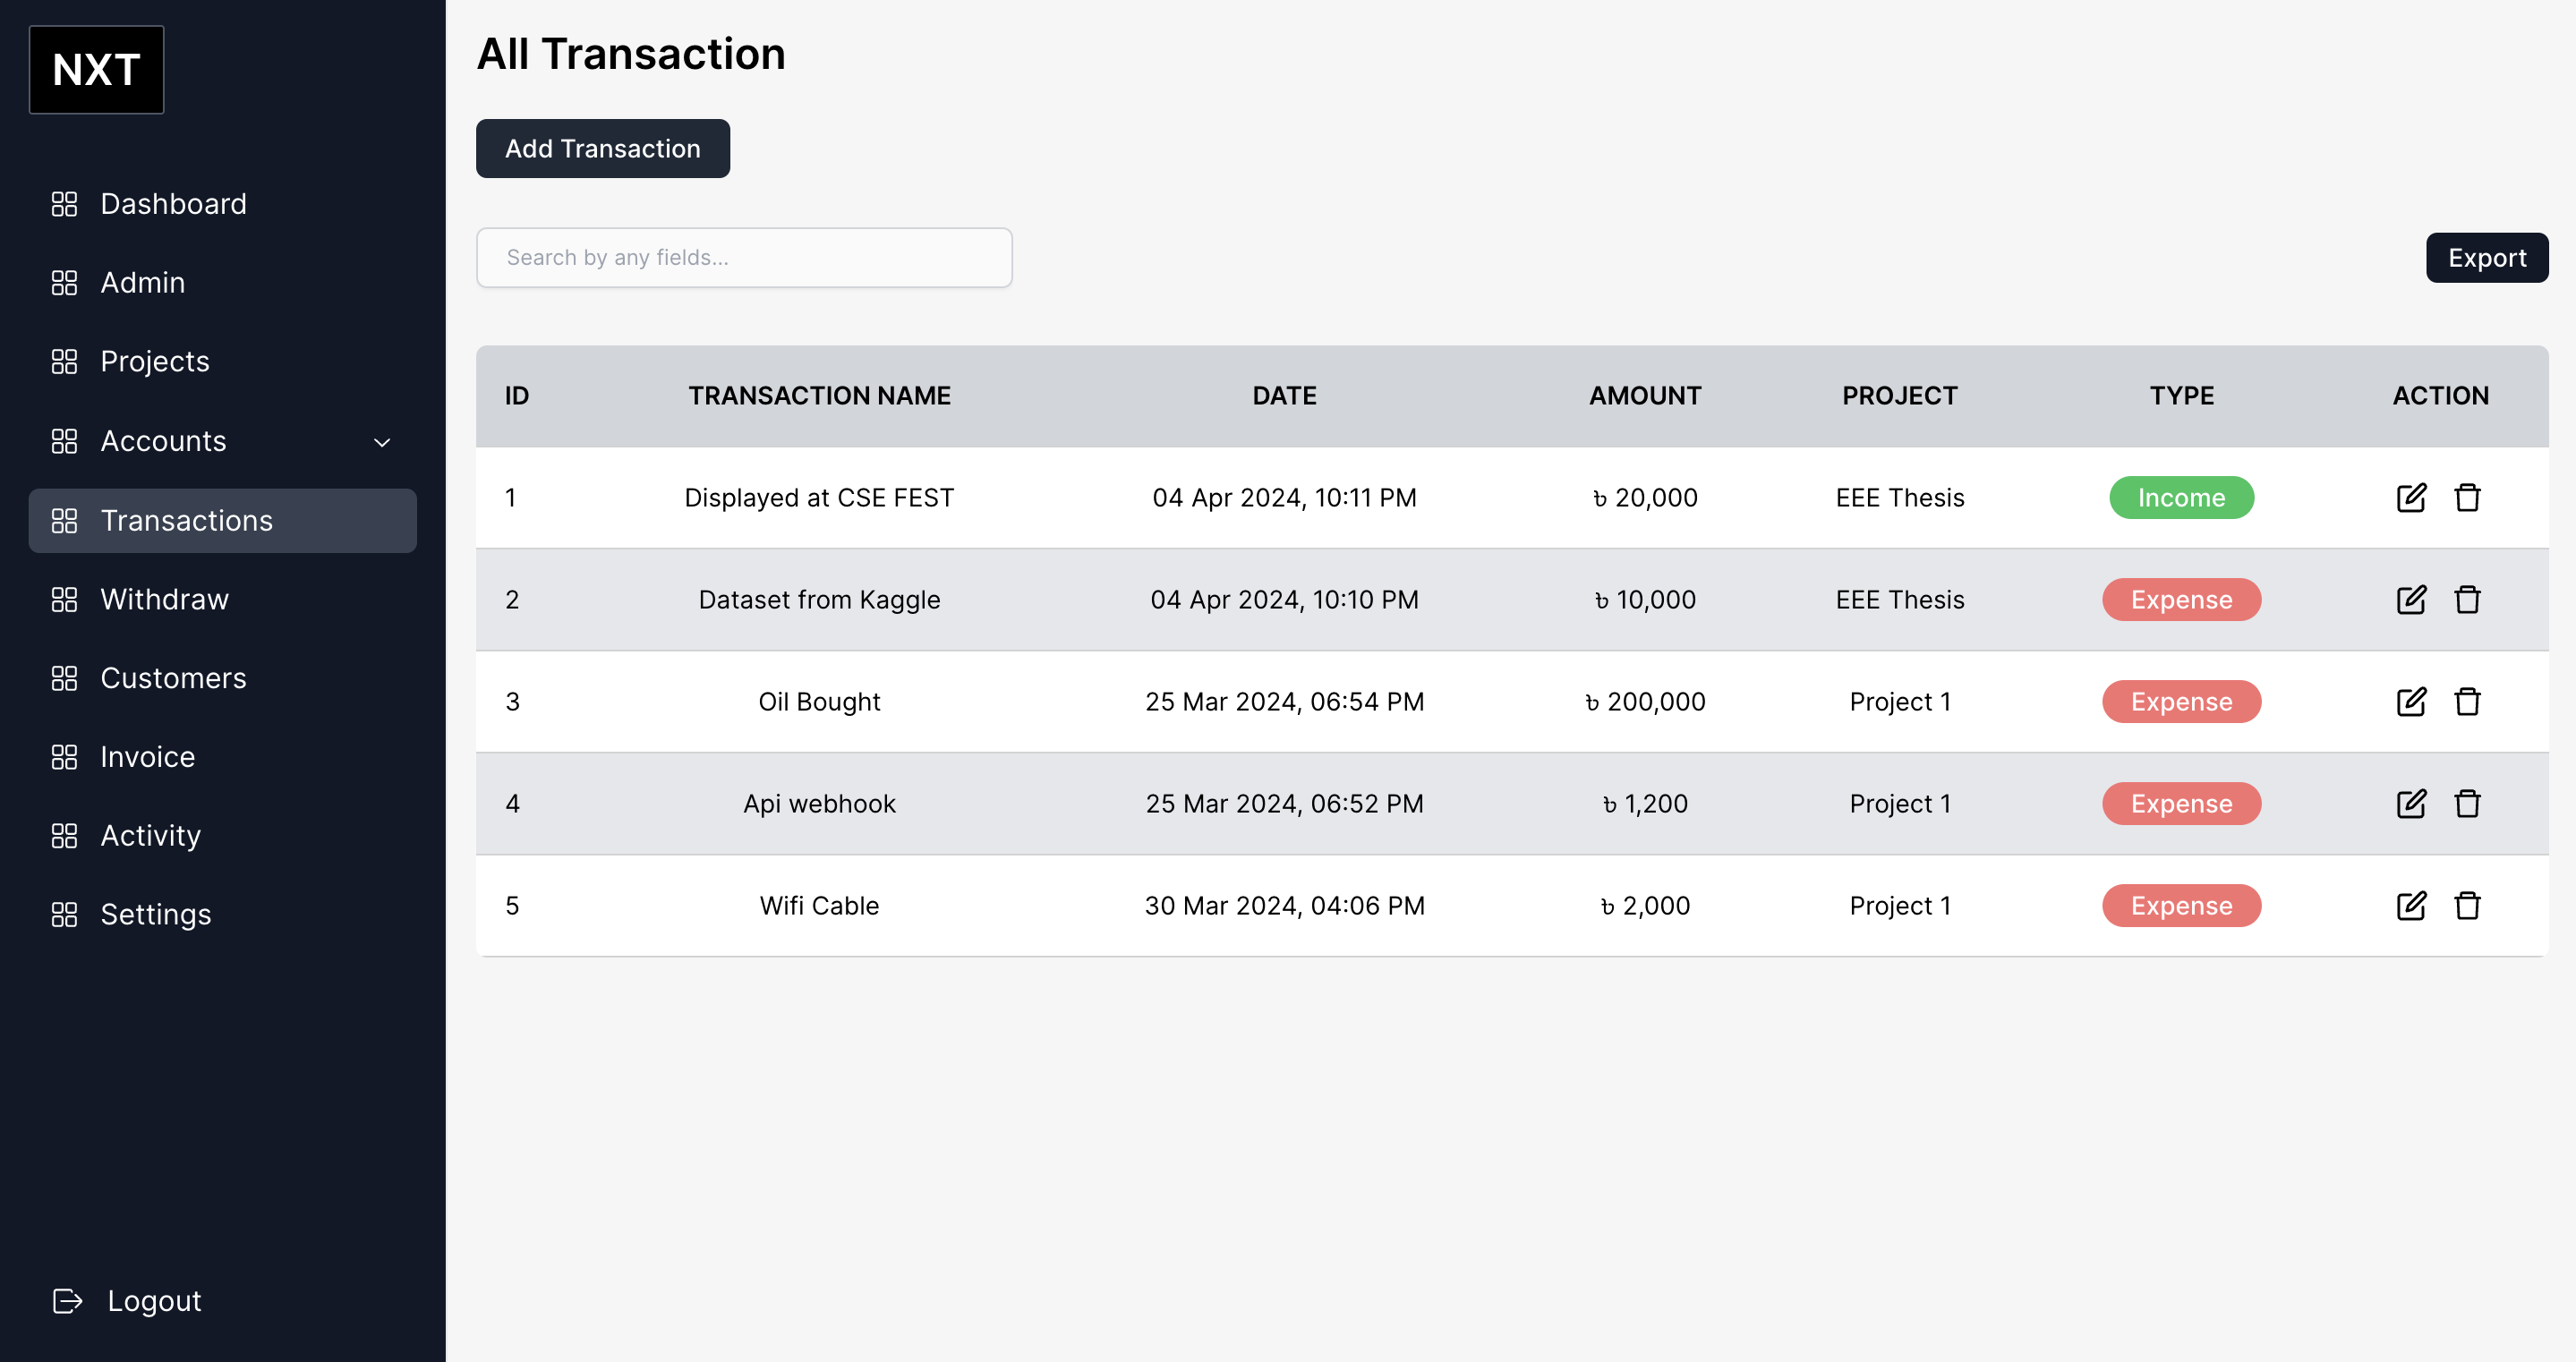 NXT
Dashboard
Admin
Projects
Accounts
Transactions
Withdraw
Customers
Invoice
Activity
Settings
Logout
All Transaction
Add Transaction
Search by any fields...
Export
ID TRANSACTION NAME DATE AMOUNT PROJECT TYPE ACTION
1 Displayed at CSE FEST 04 Apr 2024, 10:11 PM ৳ 20,000 EEE Thesis Income
2 Dataset from Kaggle 04 Apr 2024, 10:10 PM ৳ 10,000 EEE Thesis Expense
3 Oil Bought 25 Mar 2024, 06:54 PM ৳ 200,000 Project 1 Expense
4 Api webhook 25 Mar 2024, 06:52 PM ৳ 1,200 Project 1 Expense
5 Wifi Cable 30 Mar 2024, 04:06 PM ৳ 2,000 Project 1 Expense